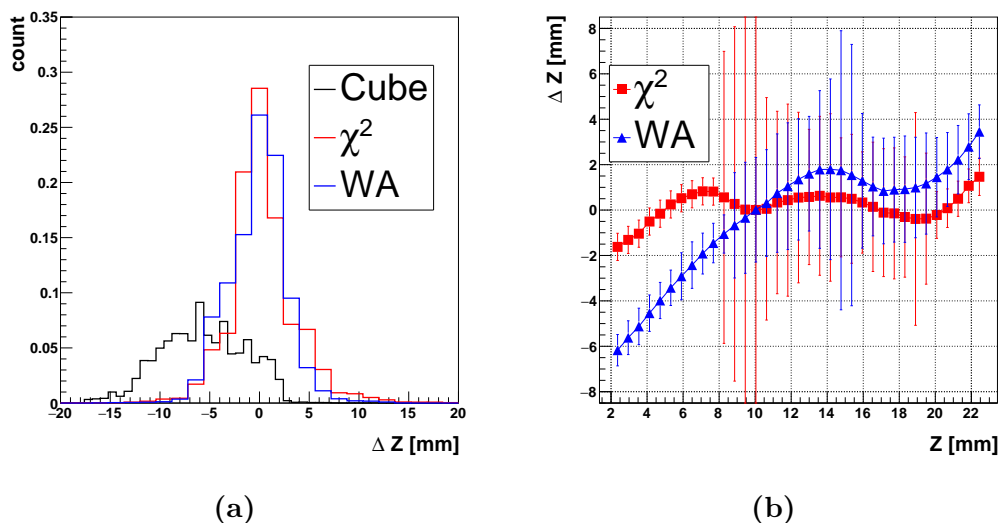 count
0.35
0.3
0.25
0.2
0.15
0.1
0.05
0
−20 −15 −10 −5 0 5 10 15 20
Δ Z [mm]
Cube
χ²
WA
(a)
Δ Z [mm]
8
6
4
2
0
−2
−4
−6
−8
2 4 6 8 10 12 14 16 18 20 22
Z [mm]
χ²
WA
(b)